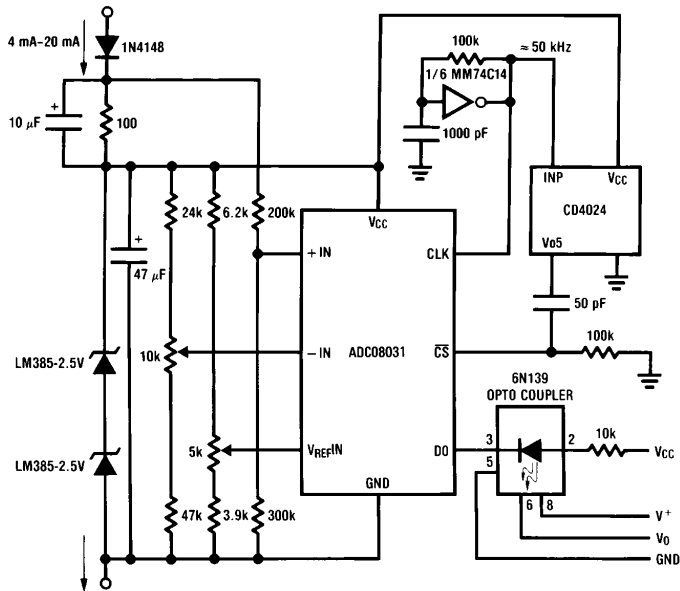 4 mA–20 mA
1N4148
+
10 µF
100
100k
≈ 50 kHz
1/6 MM74C14
1000 pF
INP
VCC
CD4024
Vo5
50 pF
100k
+
47 µF
24k
6.2k
200k
VCC
+ IN
CLK
LM385-2.5V
10k
– IN
ADC08031
CS
6N139
OPTO COUPLER
LM385-2.5V
5k
VREFIN
DO
3
2
10k
VCC
5
GND
47k
3.9k
300k
6
8
V+
VO
GND